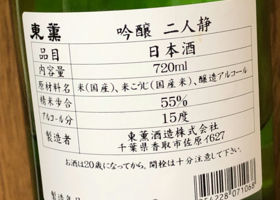 東薫 吟醸 二人静
品目 日本酒
内容量 720ml
原材料名 米(国産)、米こうじ(国産米)、醸造アルコール
精米歩合 55%
アルコール分 15度
製造者 東薫酒造株式会社
千葉県香取市佐原イ627
お酒は20歳になってから、開栓は十分注意して下さい。
製造年月